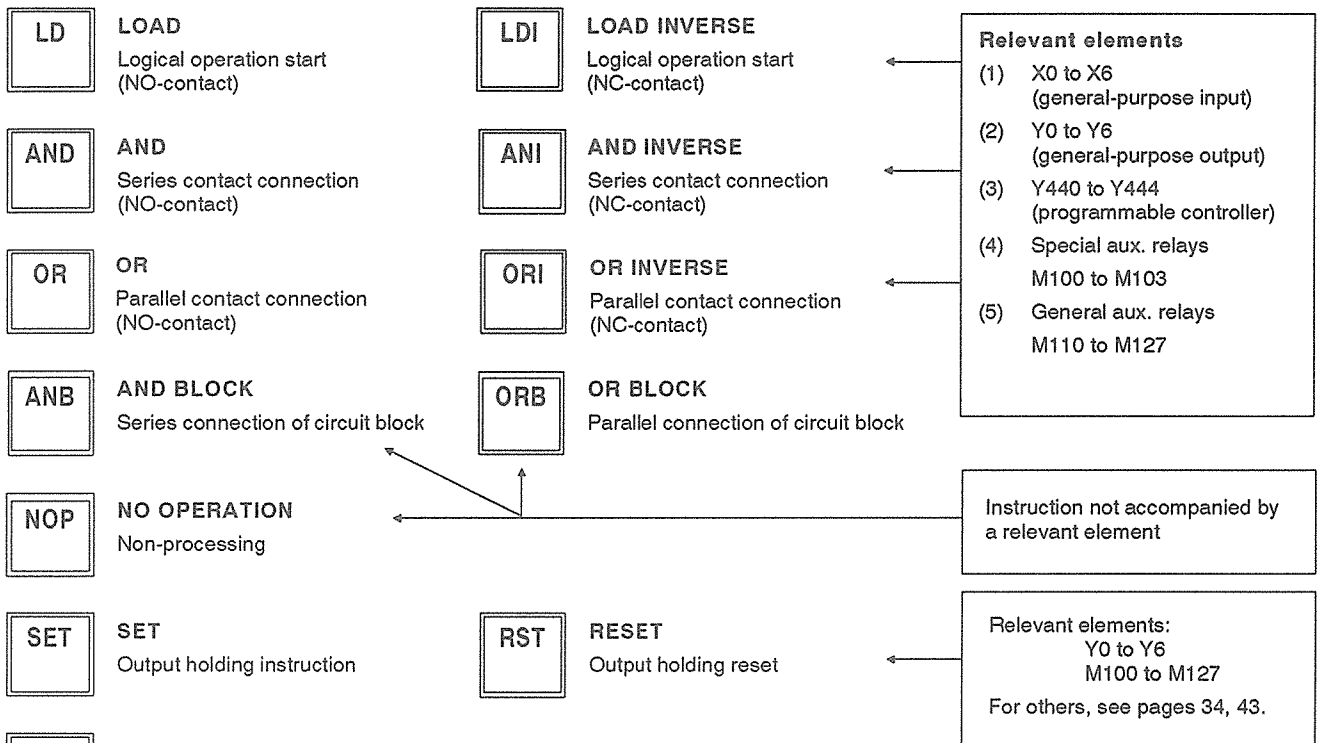 LD
LOAD
Logical operation start
(NO-contact)
LDI
LOAD INVERSE
Logical operation start
(NC-contact)
AND
AND
Series contact connection
(NO-contact)
ANI
AND INVERSE
Series contact connection
(NC-contact)
OR
OR
Parallel contact connection
(NO-contact)
ORI
OR INVERSE
Parallel contact connection
(NC-contact)
Relevant elements
(1) X0 to X6
(general-purpose input)
(2) Y0 to Y6
(general-purpose output)
(3) Y440 to Y444
(programmable controller)
(4) Special aux. relays
M100 to M103
(5) General aux. relays
M110 to M127
ANB
AND BLOCK
Series connection of circuit block
ORB
OR BLOCK
Parallel connection of circuit block
NOP
NO OPERATION
Non-processing
Instruction not accompanied by
a relevant element
SET
SET
Output holding instruction
RST
RESET
Output holding reset
Relevant elements:
Y0 to Y6
M100 to M127
For others, see pages 34, 43.